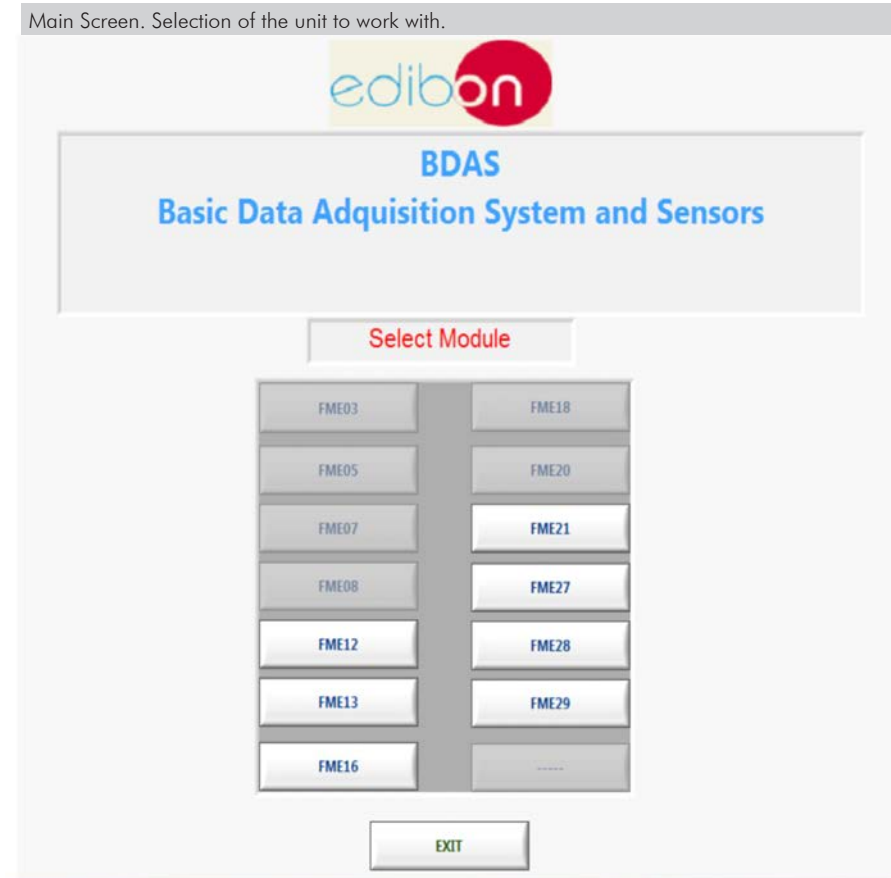 Main Screen. Selection of the unit to work with.
edibon
BDAS
Basic Data Adquisition System and Sensors
Select Module
FME03
FME18
FME05
FME20
FME07
FME21
FME08
FME27
FME12
FME28
FME13
FME29
FME16
-----
EXIT